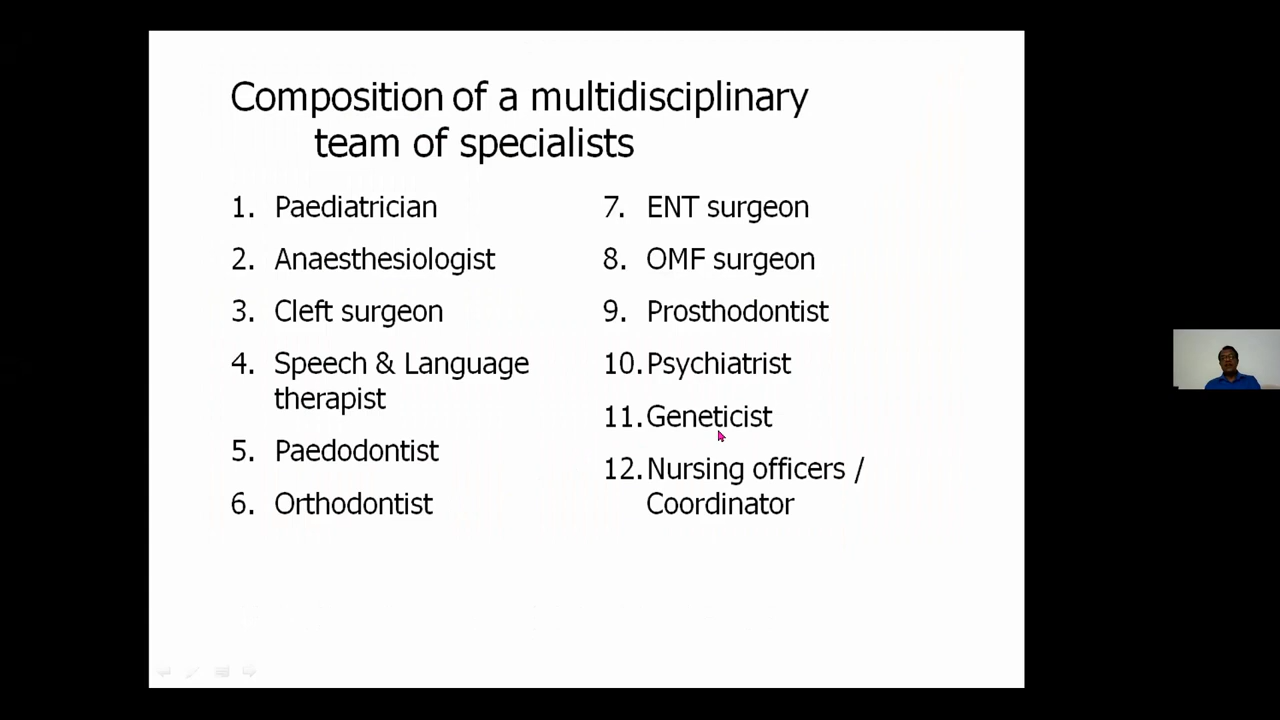 Composition of a multidisciplinary
team of specialists
1. Paediatrician
2. Anaesthesiologist
3. Cleft surgeon
4. Speech & Language
therapist
5. Paedodontist
6. Orthodontist
7. ENT surgeon
8. OMF surgeon
9. Prosthodontist
10. Psychiatrist
11. Geneticist
12. Nursing officers /
Coordinator